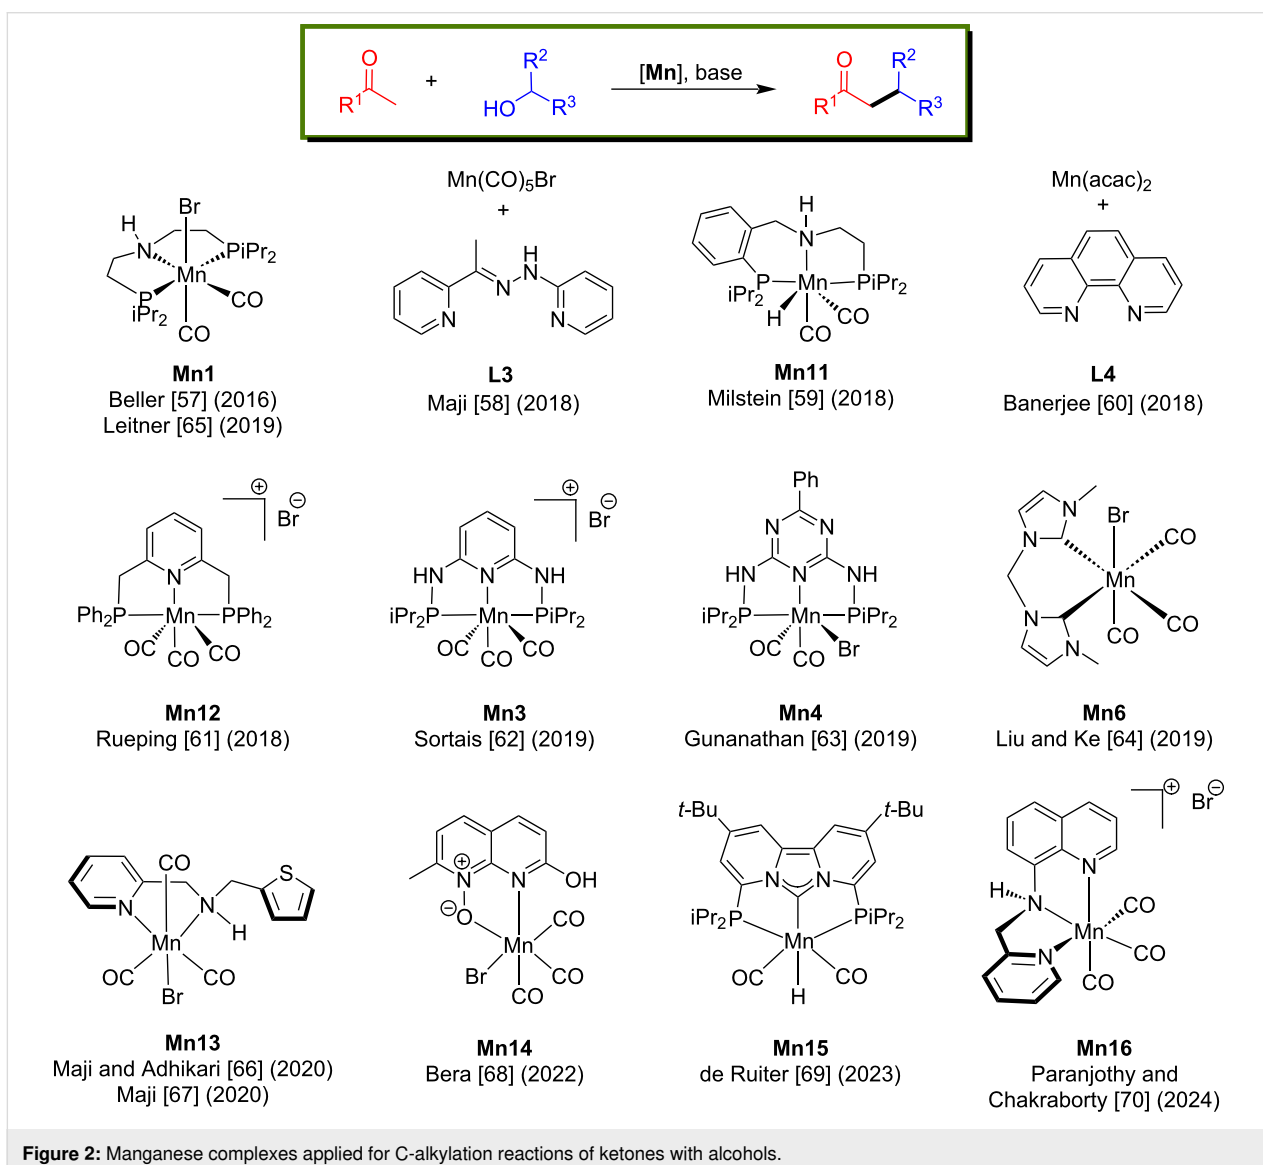 O
R¹
+
R²
HO
R³
[Mn], base
O
R¹
R²
R³
Br
H
N
PiPr₂
Mn
P
iPr₂
CO
CO
Mn1
Beller [57] (2016)
Leitner [65] (2019)
Mn(CO)₅Br
+
H
N
N
N
N
L3
Maji [58] (2018)
H
N
P
Mn
PiPr₂
iPr₂
H
CO
CO
Mn11
Milstein [59] (2018)
Mn(acac)₂
+
N
N
L4
Banerjee [60] (2018)
+
Br −
N
Ph₂P
Mn
PPh₂
OC
CO
CO
Mn12
Rueping [61] (2018)
+
Br −
HN
N
NH
iPr₂P
Mn
PiPr₂
OC
CO
CO
Mn3
Sortais [62] (2019)
Ph
N
N
HN
N
NH
iPr₂P
Mn
PiPr₂
OC
CO
Br
Mn4
Gunanathan [63] (2019)
N
N
Br
CO
Mn
N
CO
CO
N
Mn6
Liu and Ke [64] (2019)
CO
N
N
H
S
Mn
OC
CO
Br
Mn13
Maji and Adhikari [66] (2020)
Maji [67] (2020)
+
N
N
OH
−
O
CO
Mn
Br
CO
CO
Mn14
Bera [68] (2022)
t-Bu
t-Bu
N
N
iPr₂P
PiPr₂
Mn
OC
CO
H
Mn15
de Ruiter [69] (2023)
+
Br −
N
H
N
CO
Mn
N
CO
CO
Mn16
Paranjothy and
Chakraborty [70] (2024)
Figure 2: Manganese complexes applied for C-alkylation reactions of ketones with alcohols.